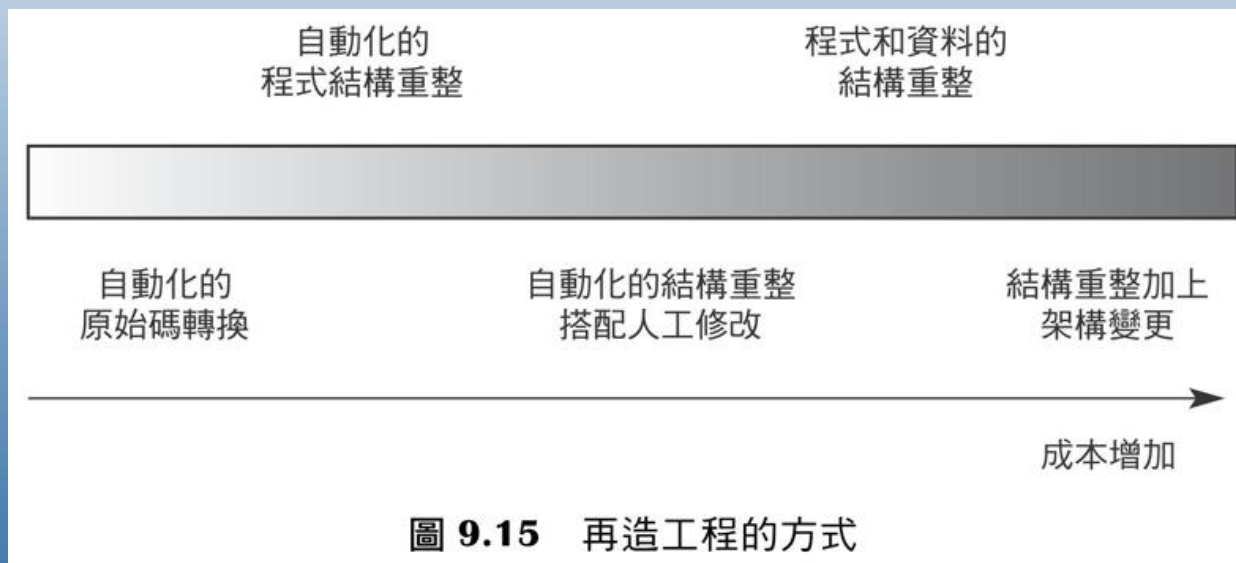 自動化的
程式結構重整
程式和資料的
結構重整
自動化的
原始碼轉換
自動化的結構重整
搭配人工修改
結構重整加上
架構變更
成本增加
圖 9.15 再造工程的方式